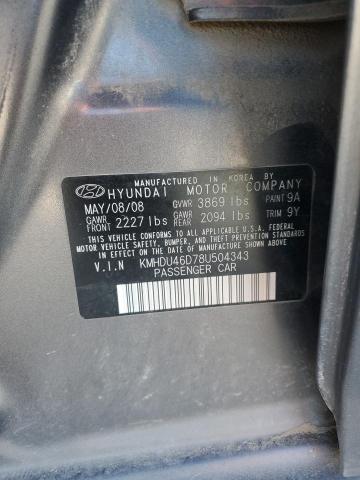 MANUFACTURED IN KOREA BY
HYUNDAI MOTOR COMPANY
MAY/08/08 GVWR 3869 lbs PAINT 9A
GAWR FRONT 2227 lbs GAWR REAR 2094 lbs TRIM 9Y
THIS VEHICLE CONFORMS TO ALL APPLICABLE U.S. FEDERAL MOTOR VEHICLE
SAFETY, BUMPER, AND THEFT PREVENTION STANDARDS IN
EFFECT ON THE DATE OF MANUFACTURE SHOWN ABOVE.
V.I.N KMHDU46D78U504343
PASSENGER CAR